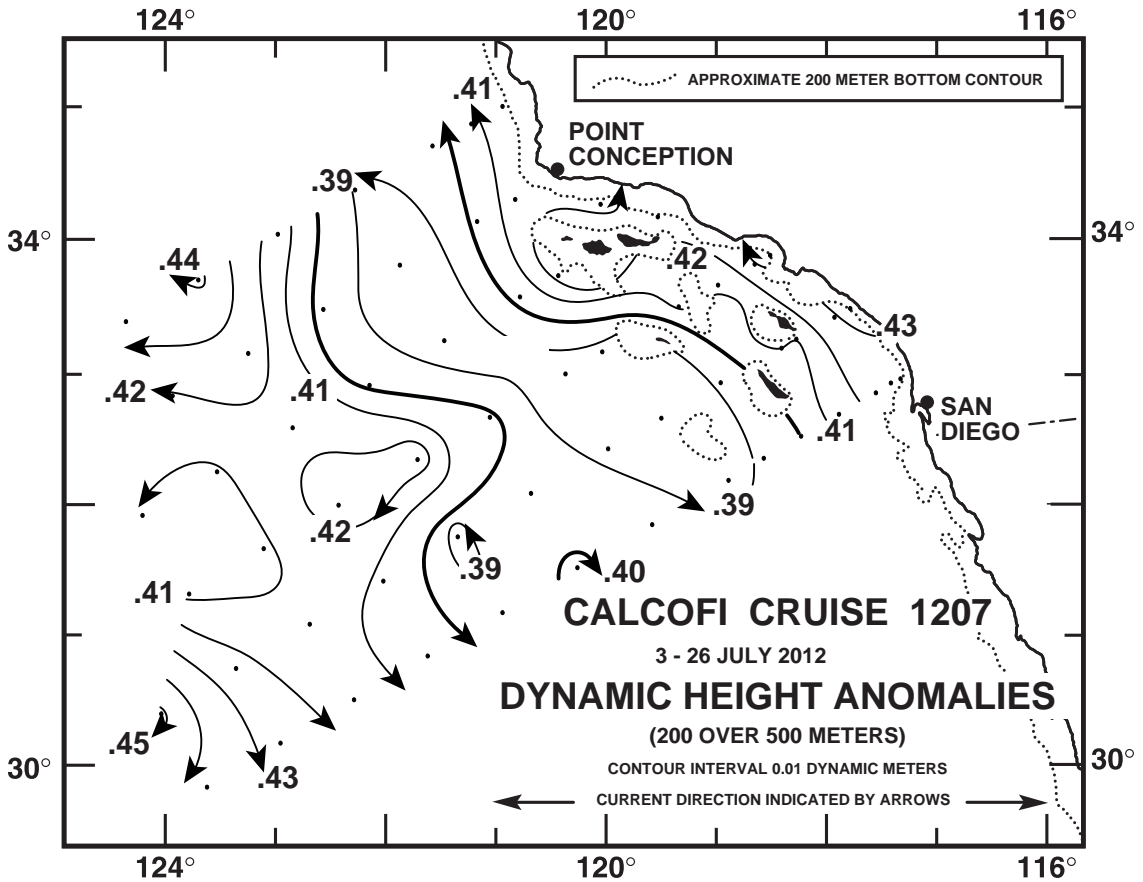 124° 120° 116°
APPROXIMATE 200 METER BOTTOM CONTOUR
.41
POINT
CONCEPTION
.39
34° 34°
.44 .42
.43
.42 .41
SAN
DIEGO
.41
.39
.42
.39 .40
.41
CALCOFI CRUISE 1207
3 - 26 JULY 2012
DYNAMIC HEIGHT ANOMALIES
(200 OVER 500 METERS)
.45
30° 30°
.43
CONTOUR INTERVAL 0.01 DYNAMIC METERS
CURRENT DIRECTION INDICATED BY ARROWS
124° 120° 116°